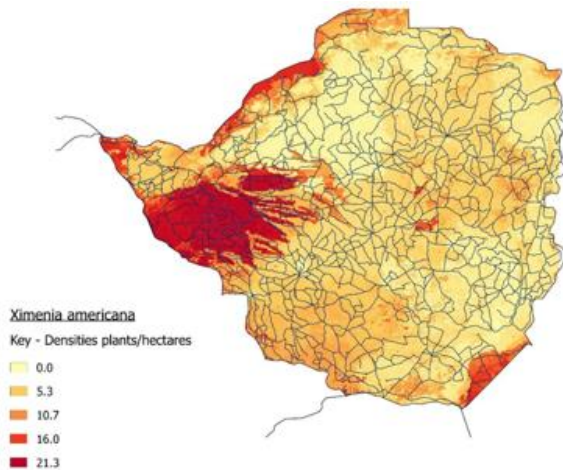 Ximenia americana
Key - Densities plants/hectares
0.0
5.3
10.7
16.0
21.3